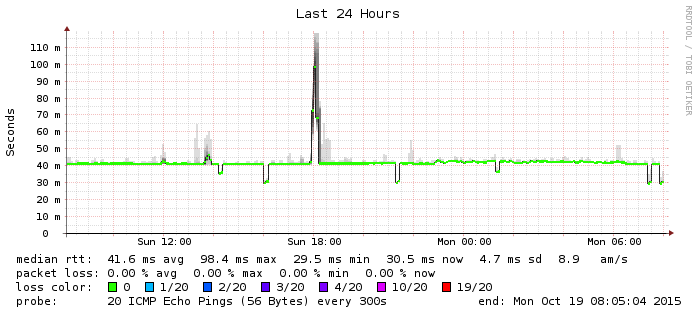 Last 24 Hours
RRDTOOL / TOBI OETIKER
Seconds
110 m
100 m
90 m
80 m
70 m
60 m
50 m
40 m
30 m
20 m
10 m
0
Sun 12:00 Sun 18:00 Mon 00:00 Mon 06:00
median rtt: 41.6 ms avg 98.4 ms max 29.5 ms min 30.5 ms now 4.7 ms sd 8.9 am/s
packet loss: 0.00 % avg 0.00 % max 0.00 % min 0.00 % now
loss color: 0 1/20 2/20 3/20 4/20 10/20 19/20
probe: 20 ICMP Echo Pings (56 Bytes) every 300s end: Mon Oct 19 08:05:04 2015